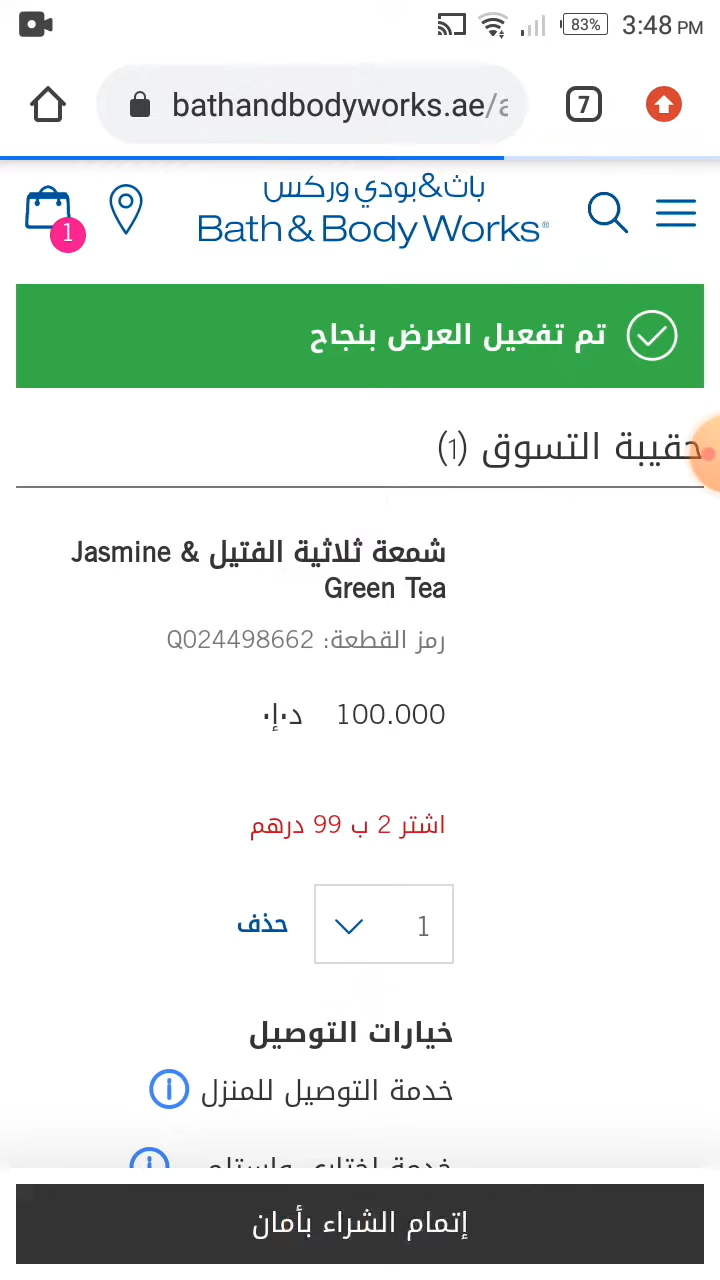 83% 3:48 PM
bathandbodyworks.ae/a
7
باث&بودي وركس
Bath & Body Works®
1
تم تفعيل العرض بنجاح
حقيبة التسوق (1)
شمعة ثلاثية الفتيل Jasmine &
Green Tea
رمز القطعة: Q024498662
100.000 د.إ.
اشتر 2 ب 99 درهم
1
حذف
خيارات التوصيل
خدمة التوصيل للمنزل
إتمام الشراء بأمان